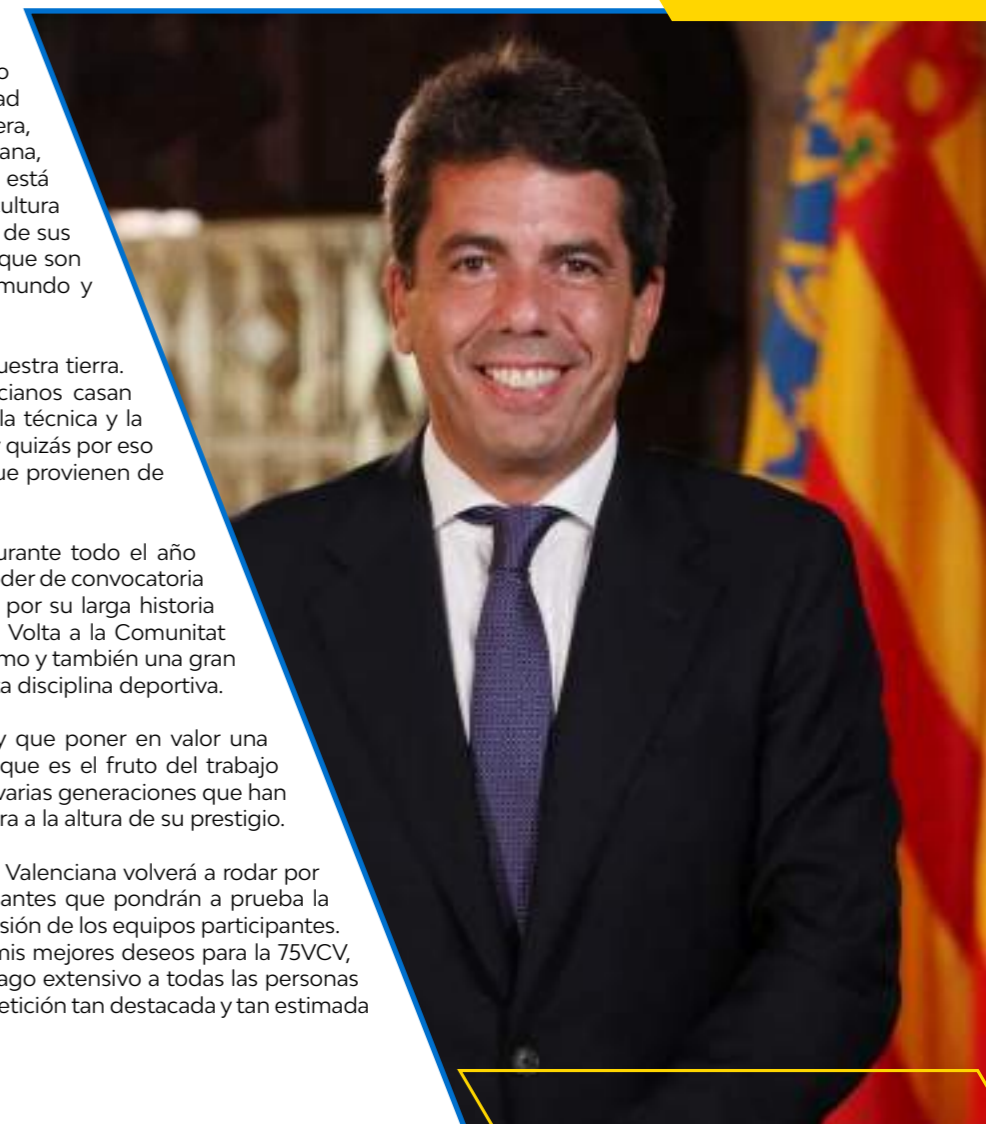 o
ad
era,
ana,
está
ultura
de sus
que son
mundo y
uestra tierra.
cianos casan
la técnica y la
quizás por eso
ue provienen de
urante todo el año
der de convocatoria
por su larga historia
Volta a la Comunitat
mo y también una gran
ta disciplina deportiva.
y que poner en valor una
que es el fruto del trabajo
varias generaciones que han
ra a la altura de su prestigio.
Valenciana volverá a rodar por
antes que pondrán a prueba la
sión de los equipos participantes.
mis mejores deseos para la 75VCV,
ago extensivo a todas las personas
etición tan destacada y tan estimada